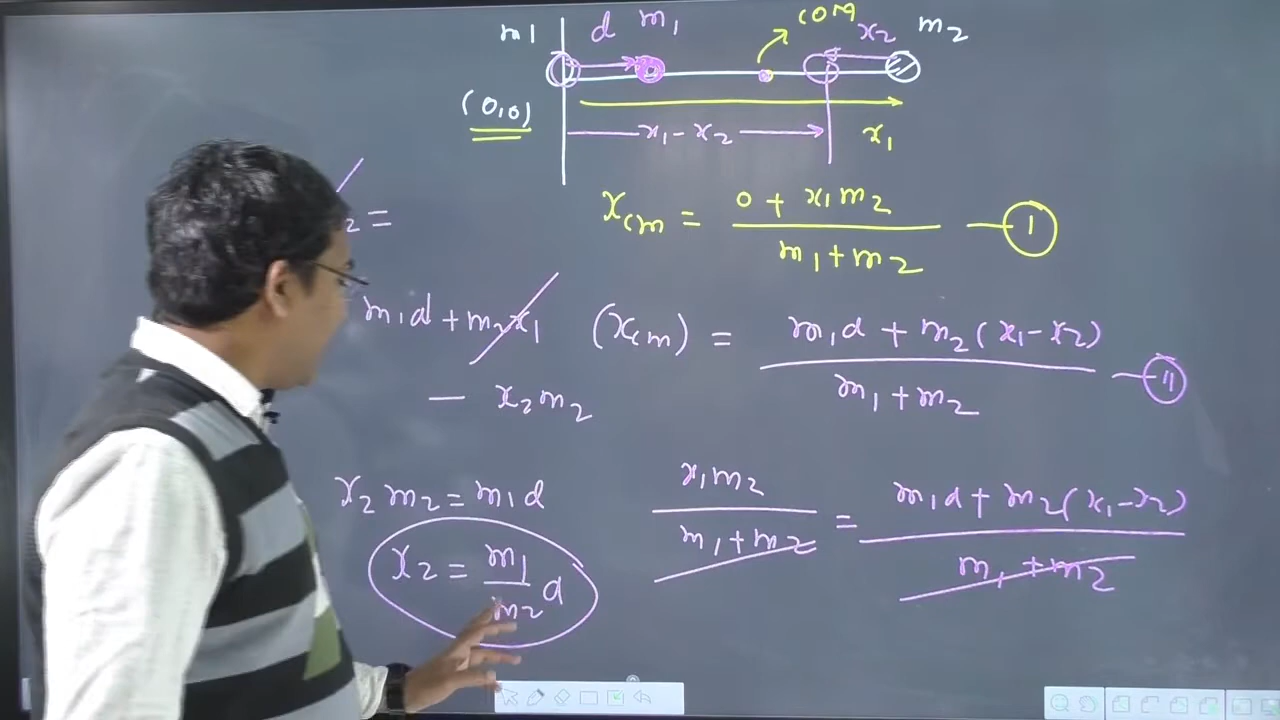 COM
m1 d m1 x2 m2
(0,0)
x1-x2 x1
xcm = 0 + x1m2 / m1+m2 — I
2 =
m1d+m2x1 (xcm) = m1d + m2(x1-x2) / m1+m2 — II
— x2m2
x2m2 = m1d
x1m2 / m1+m2 = m1d + m2(x1-x2) / m1+m2
x2 = m1/m2 d